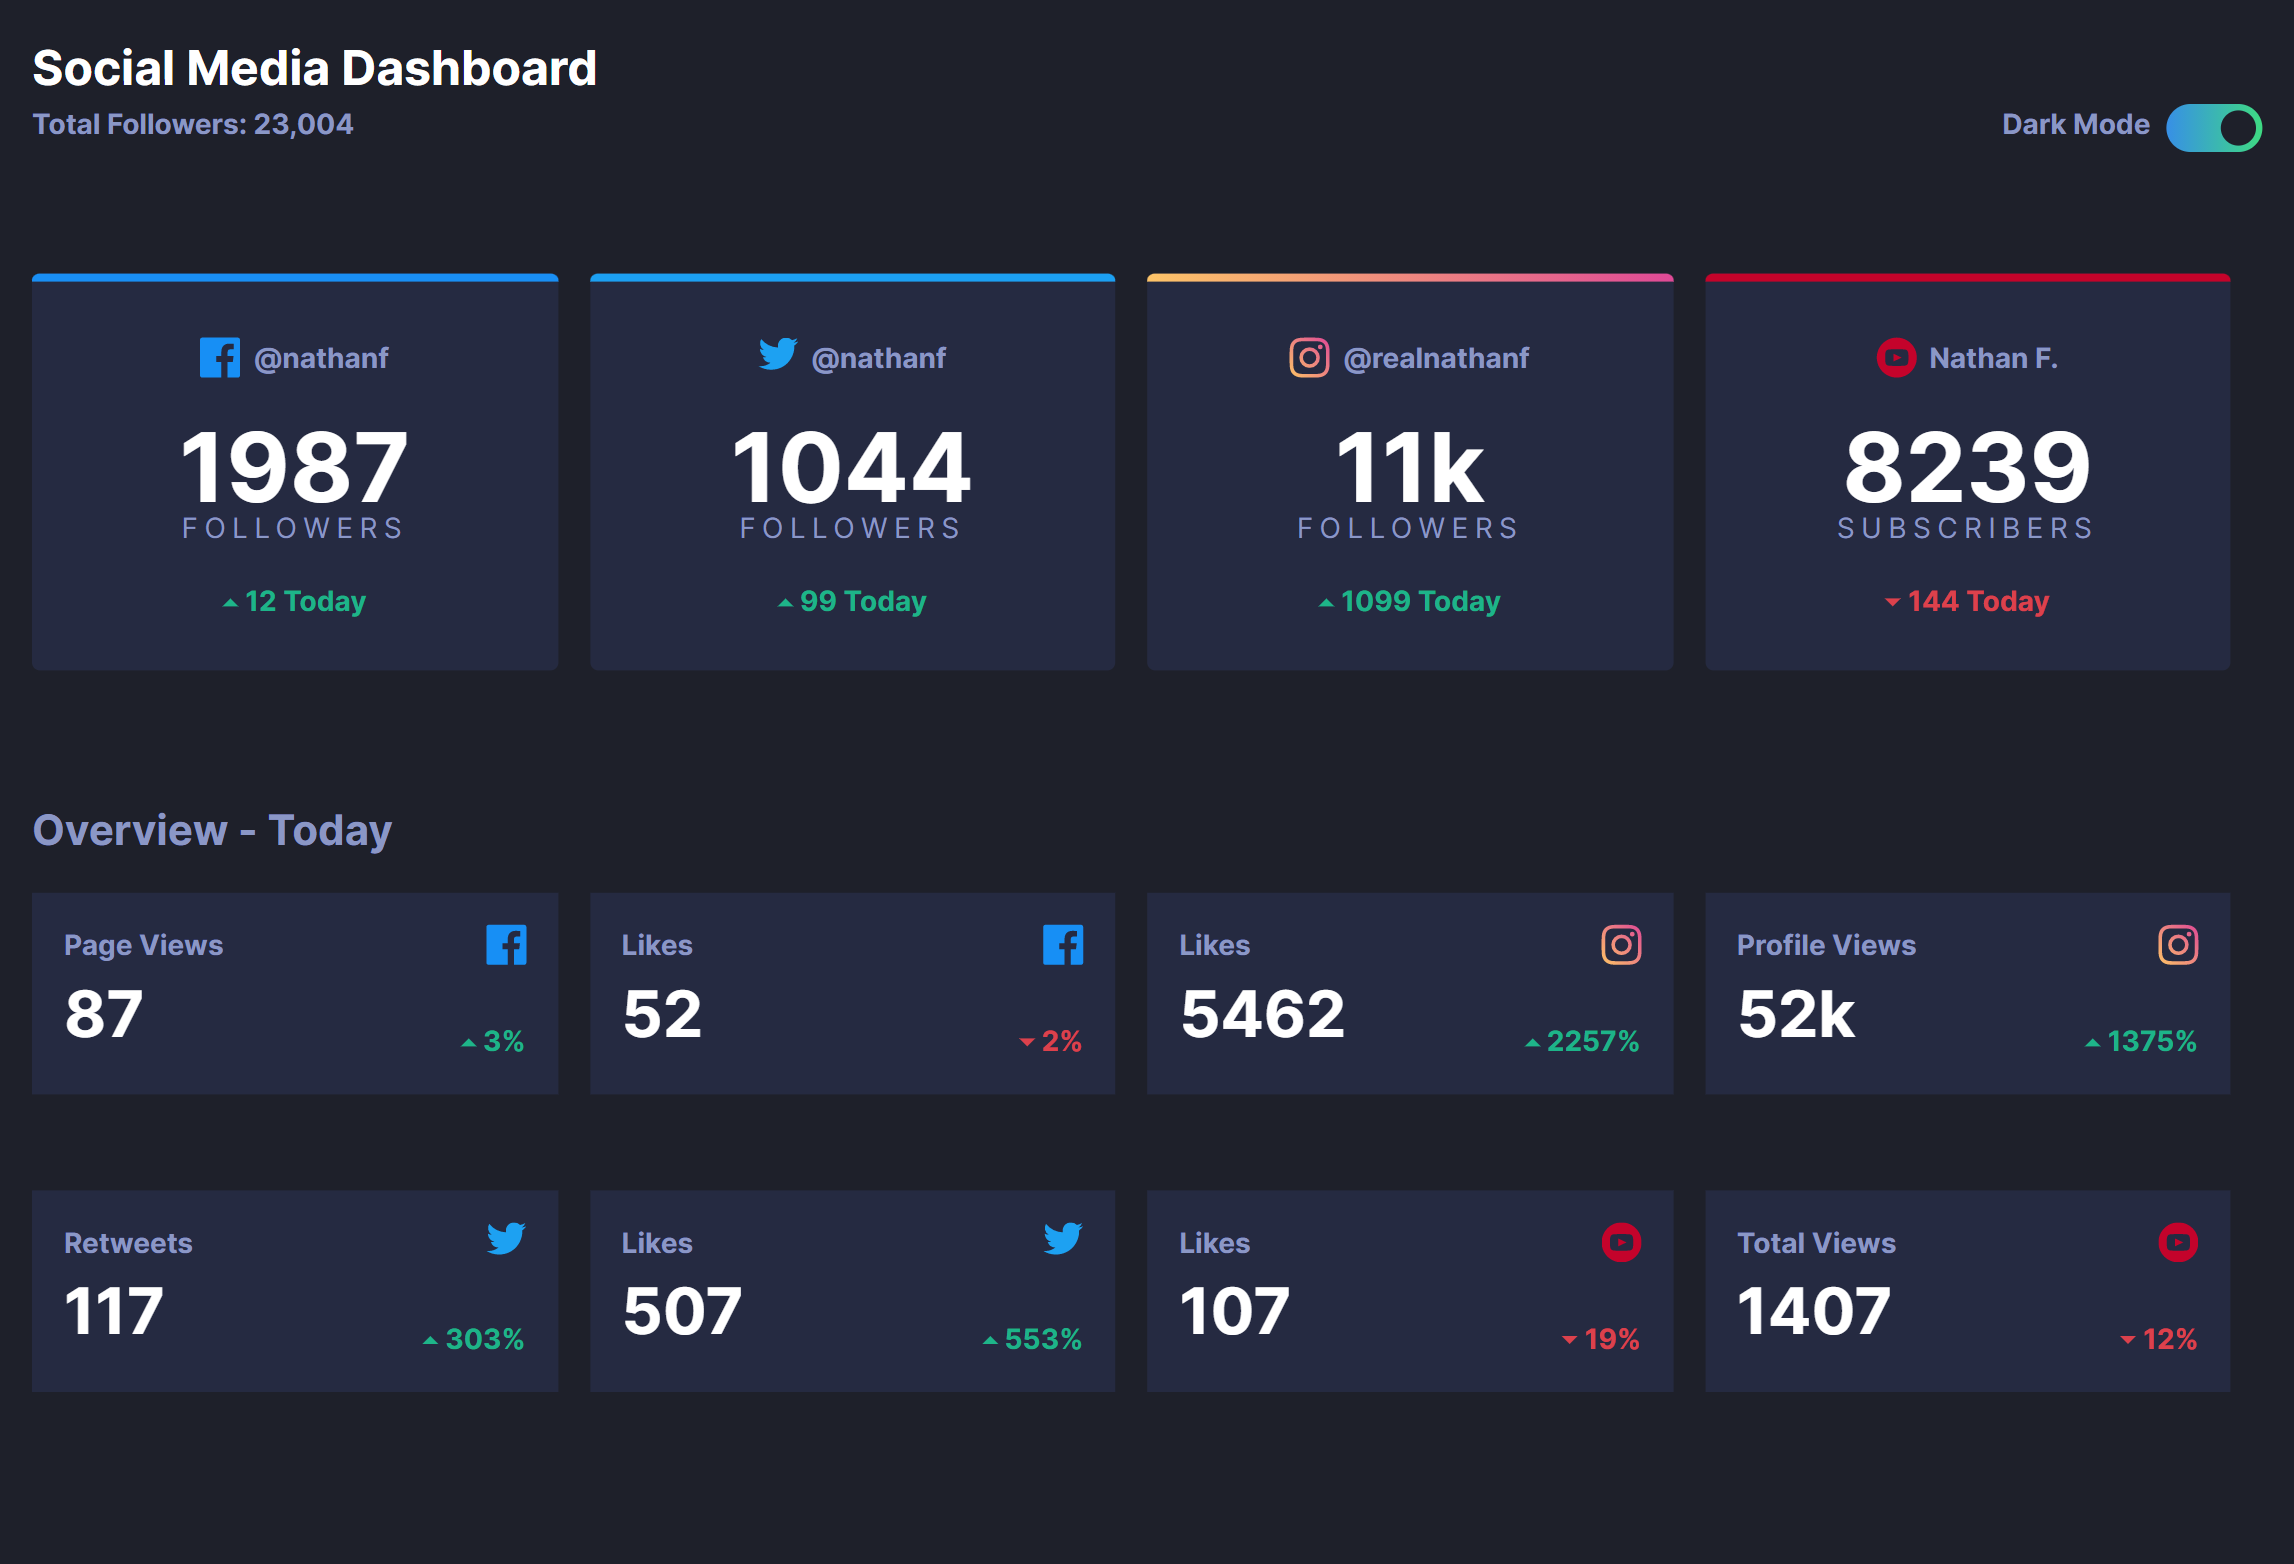 Social Media Dashboard
Total Followers: 23,004
Dark Mode
@nathanf
1987
FOLLOWERS
12 Today
@nathanf
1044
FOLLOWERS
99 Today
@realnathanf
11k
FOLLOWERS
1099 Today
Nathan F.
8239
SUBSCRIBERS
144 Today
Overview - Today
Page Views
87
3%
Likes
52
2%
Likes
5462
2257%
Profile Views
52k
1375%
Retweets
117
303%
Likes
507
553%
Likes
107
19%
Total Views
1407
12%